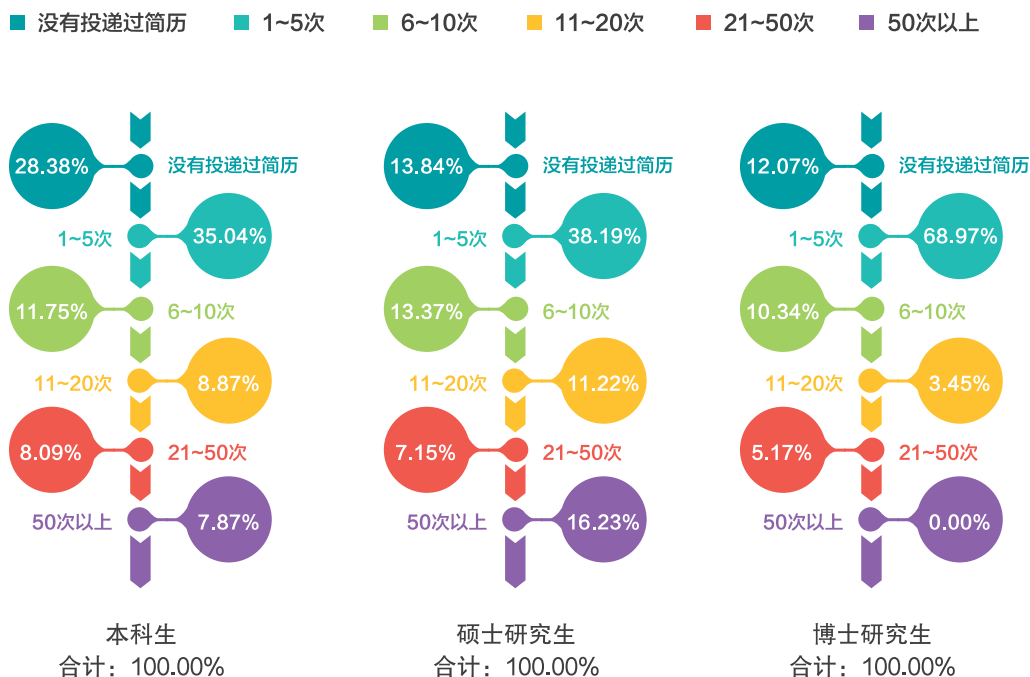 没有投递过简历 1~5次 6~10次 11~20次 21~50次 50次以上
28.38% 没有投递过简历
1~5次 35.04%
11.75% 6~10次
11~20次 8.87%
8.09% 21~50次
50次以上 7.87%
本科生
合计：100.00%
13.84% 没有投递过简历
1~5次 38.19%
13.37% 6~10次
11~20次 11.22%
7.15% 21~50次
50次以上 16.23%
硕士研究生
合计：100.00%
12.07% 没有投递过简历
1~5次 68.97%
10.34% 6~10次
11~20次 3.45%
5.17% 21~50次
50次以上 0.00%
博士研究生
合计：100.00%